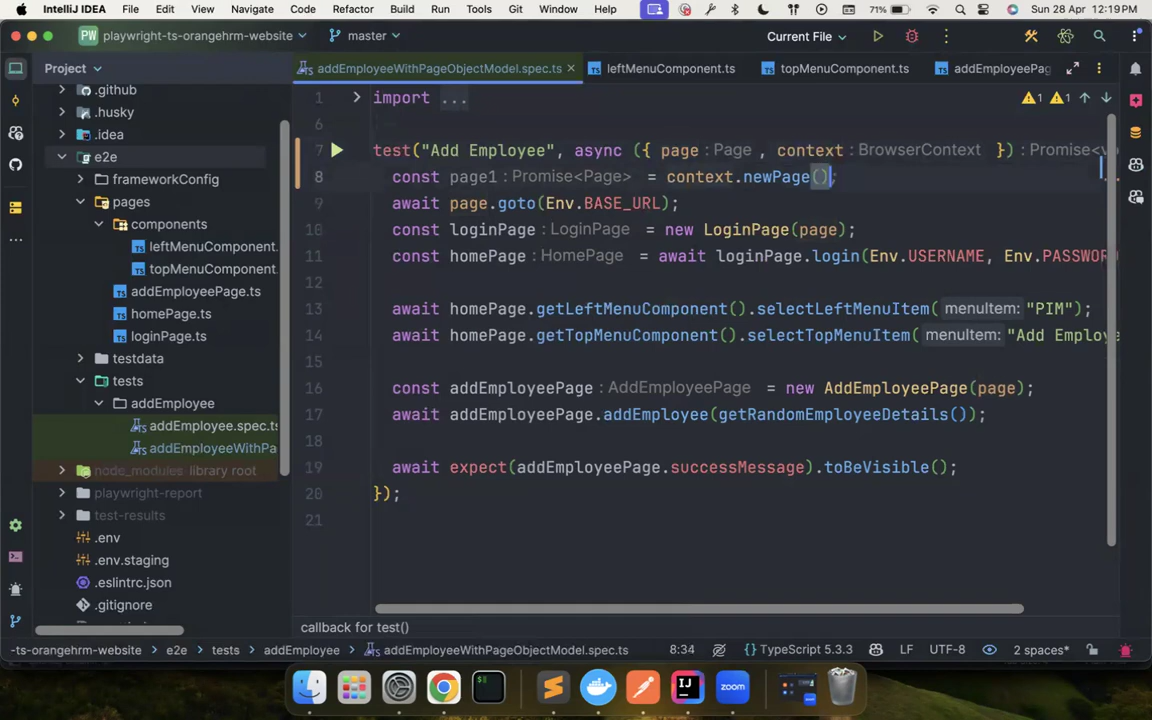 IntelliJ IDEA File Edit View Navigate Code Refactor Build Run Tools Git Window Help 71% Sun 28 Apr 12:19 PM
PW playwright-ts-orangehrm-website master Current File
Project addEmployeeWithPageObjectModel.spec.ts leftMenuComponent.ts topMenuComponent.ts addEmployeePag
.github
.husky
.idea
e2e
frameworkConfig
pages
components
leftMenuComponent.
topMenuComponent.
addEmployeePage.ts
homePage.ts
loginPage.ts
testdata
tests
addEmployee
addEmployee.spec.ts
addEmployeeWithPa
node_modules library root
playwright-report
test-results
.env
.env.staging
.eslintrc.json
.gitignore
1 import ... 1 1
6
7 test("Add Employee", async ({ page : Page , context : BrowserContext }) : Promise<v
8 const page1 : Promise<Page> = context.newPage();
9 await page.goto(Env.BASE_URL);
10 const loginPage : LoginPage = new LoginPage(page);
11 const homePage : HomePage = await loginPage.login(Env.USERNAME, Env.PASSWOR
12
13 await homePage.getLeftMenuComponent().selectLeftMenuItem( menuItem: "PIM");
14 await homePage.getTopMenuComponent().selectTopMenuItem( menuItem: "Add Employe
15
16 const addEmployeePage : AddEmployeePage = new AddEmployeePage(page);
17 await addEmployeePage.addEmployee(getRandomEmployeeDetails());
18
19 await expect(addEmployeePage.successMessage).toBeVisible();
20 });
21
callback for test()
-ts-orangehrm-website > e2e > tests > addEmployee > addEmployeeWithPageObjectModel.spec.ts 8:34 TypeScript 5.3.3 LF UTF-8 2 spaces*
zoom